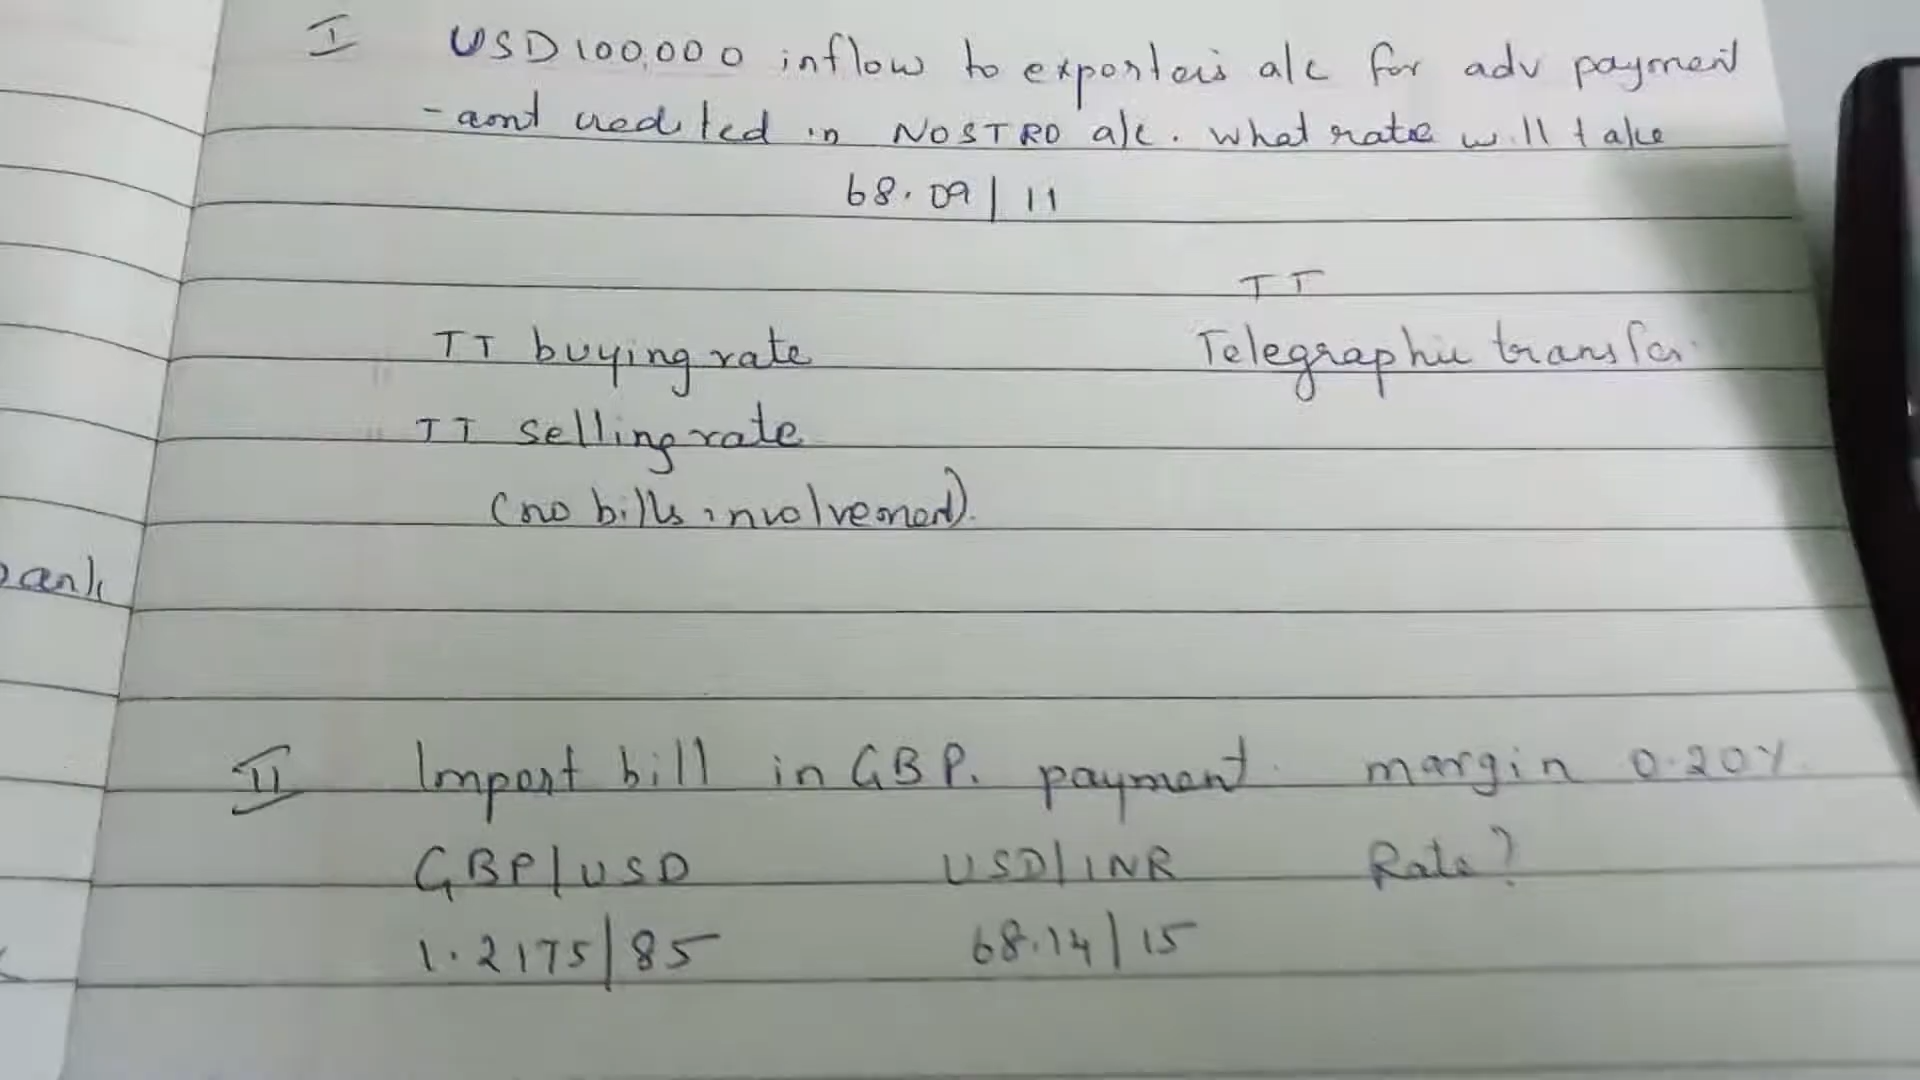 I USD 100,000 inflow to exporters a/c for adv payment
- amt credited in NOSTRO a/c. what rate will take
68.09 | 11
TT
TT buying rate Telegraphic transfer
TT selling rate
(no bills involvement).
bank
II Import bill in GBP. payment. margin 0.20%.
GBP/USD USD/INR Rate?
1.2175/85 68.14/15